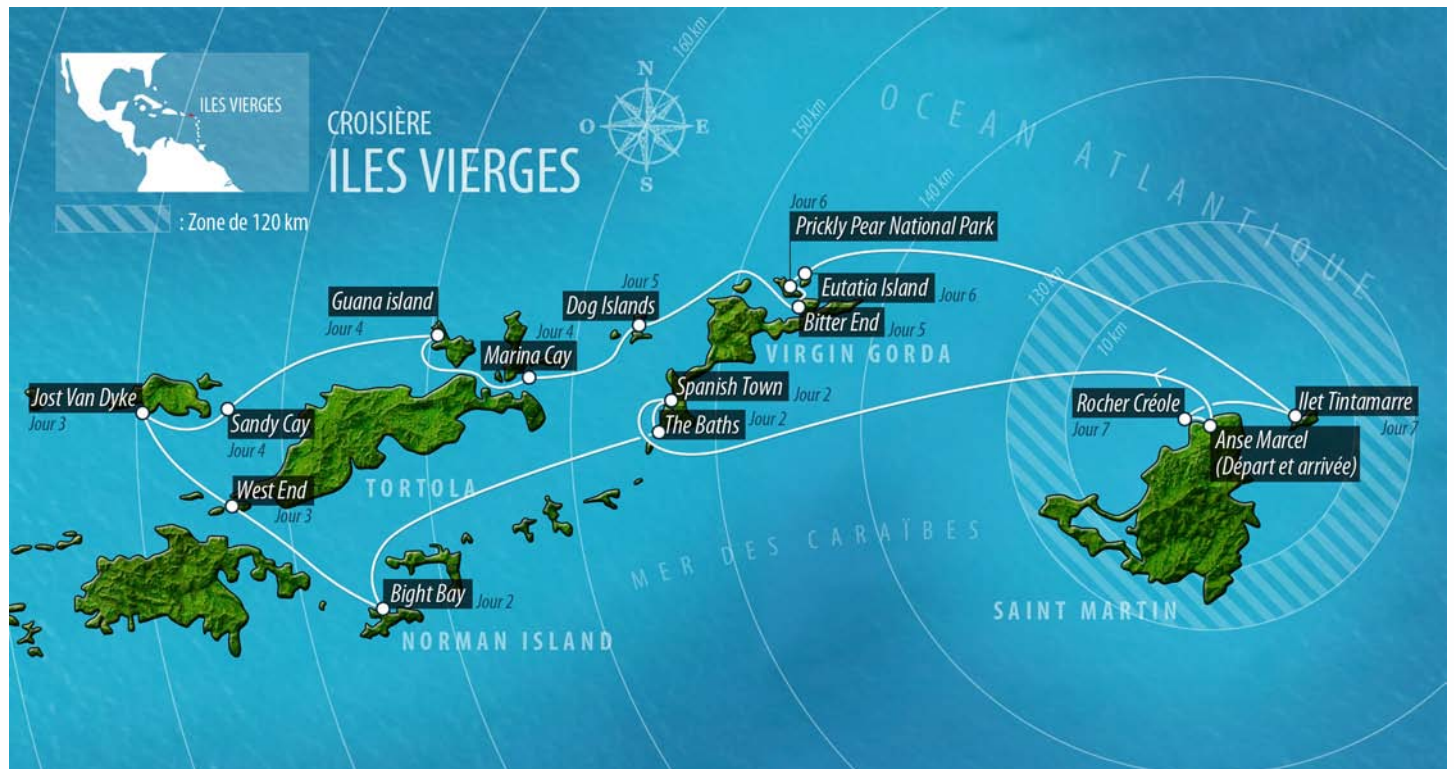 ILES VIERGES
: Zone de 120 km
CROISIÈRE
ILES VIERGES
N
O
E
S
160 km
150 km
140 km
130 km
10 km
OCEAN ATLANTIQUE
Jour 6
Prickly Pear National Park
Eutatia Island
Jour 6
Bitter End
Jour 5
VIRGIN GORDA
Jour 5
Dog Islands
Guana island
Jour 4
Jour 4
Marina Cay
Spanish Town
Jour 2
The Baths
Jour 2
Jost Van Dyke
Jour 3
Sandy Cay
Jour 4
West End
Jour 3
TORTOLA
Bight Bay
Jour 2
NORMAN ISLAND
MER DES CARAÏBES
Rocher Créole
Jour 7
Ilet Tintamarre
Jour 7
Anse Marcel
(Départ et arrivée)
SAINT MARTIN